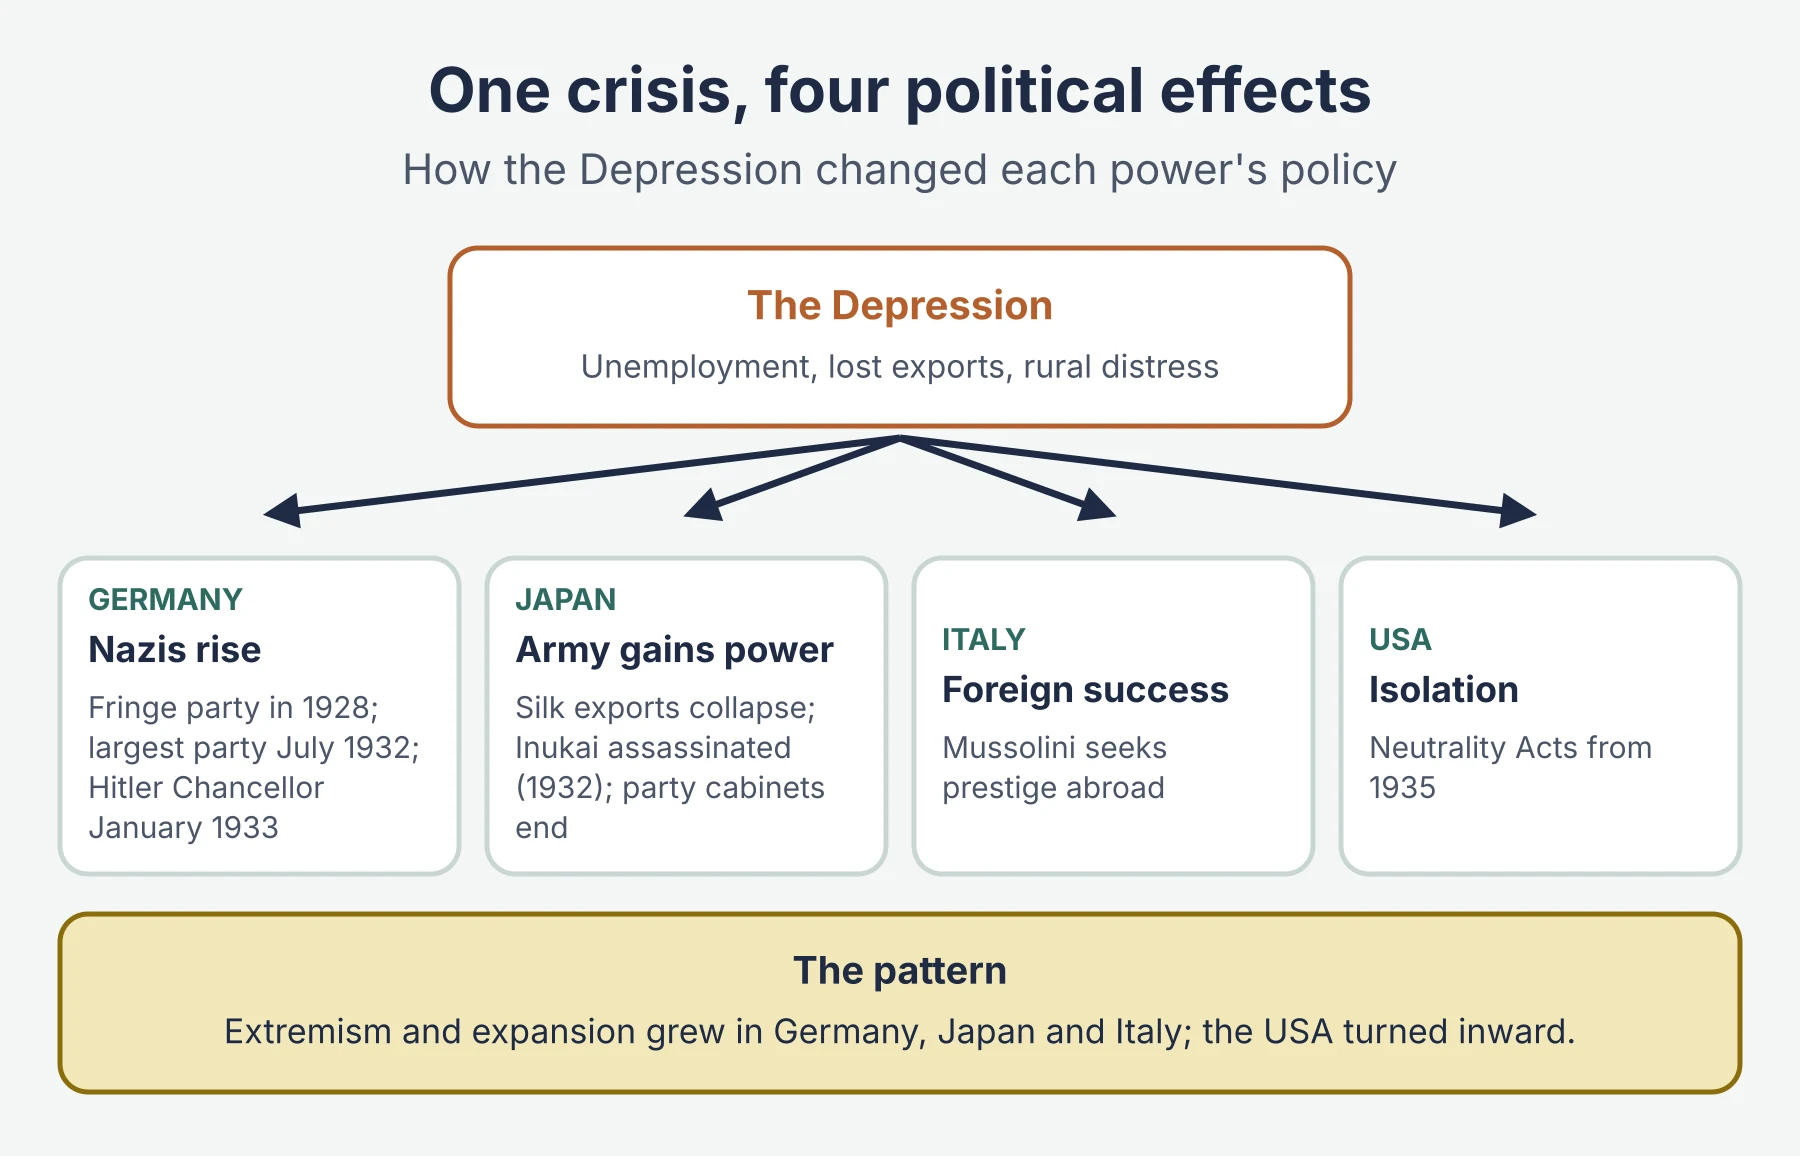 One crisis, four political effects
How the Depression changed each power's policy
The Depression
Unemployment, lost exports, rural distress
GERMANY
Nazis rise
Fringe party in 1928;
largest party July 1932;
Hitler Chancellor
January 1933
JAPAN
Army gains power
Silk exports collapse;
Inukai assassinated
(1932); party cabinets
end
ITALY
Foreign success
Mussolini seeks
prestige abroad
USA
Isolation
Neutrality Acts from
1935
The pattern
Extremism and expansion grew in Germany, Japan and Italy; the USA turned inward.